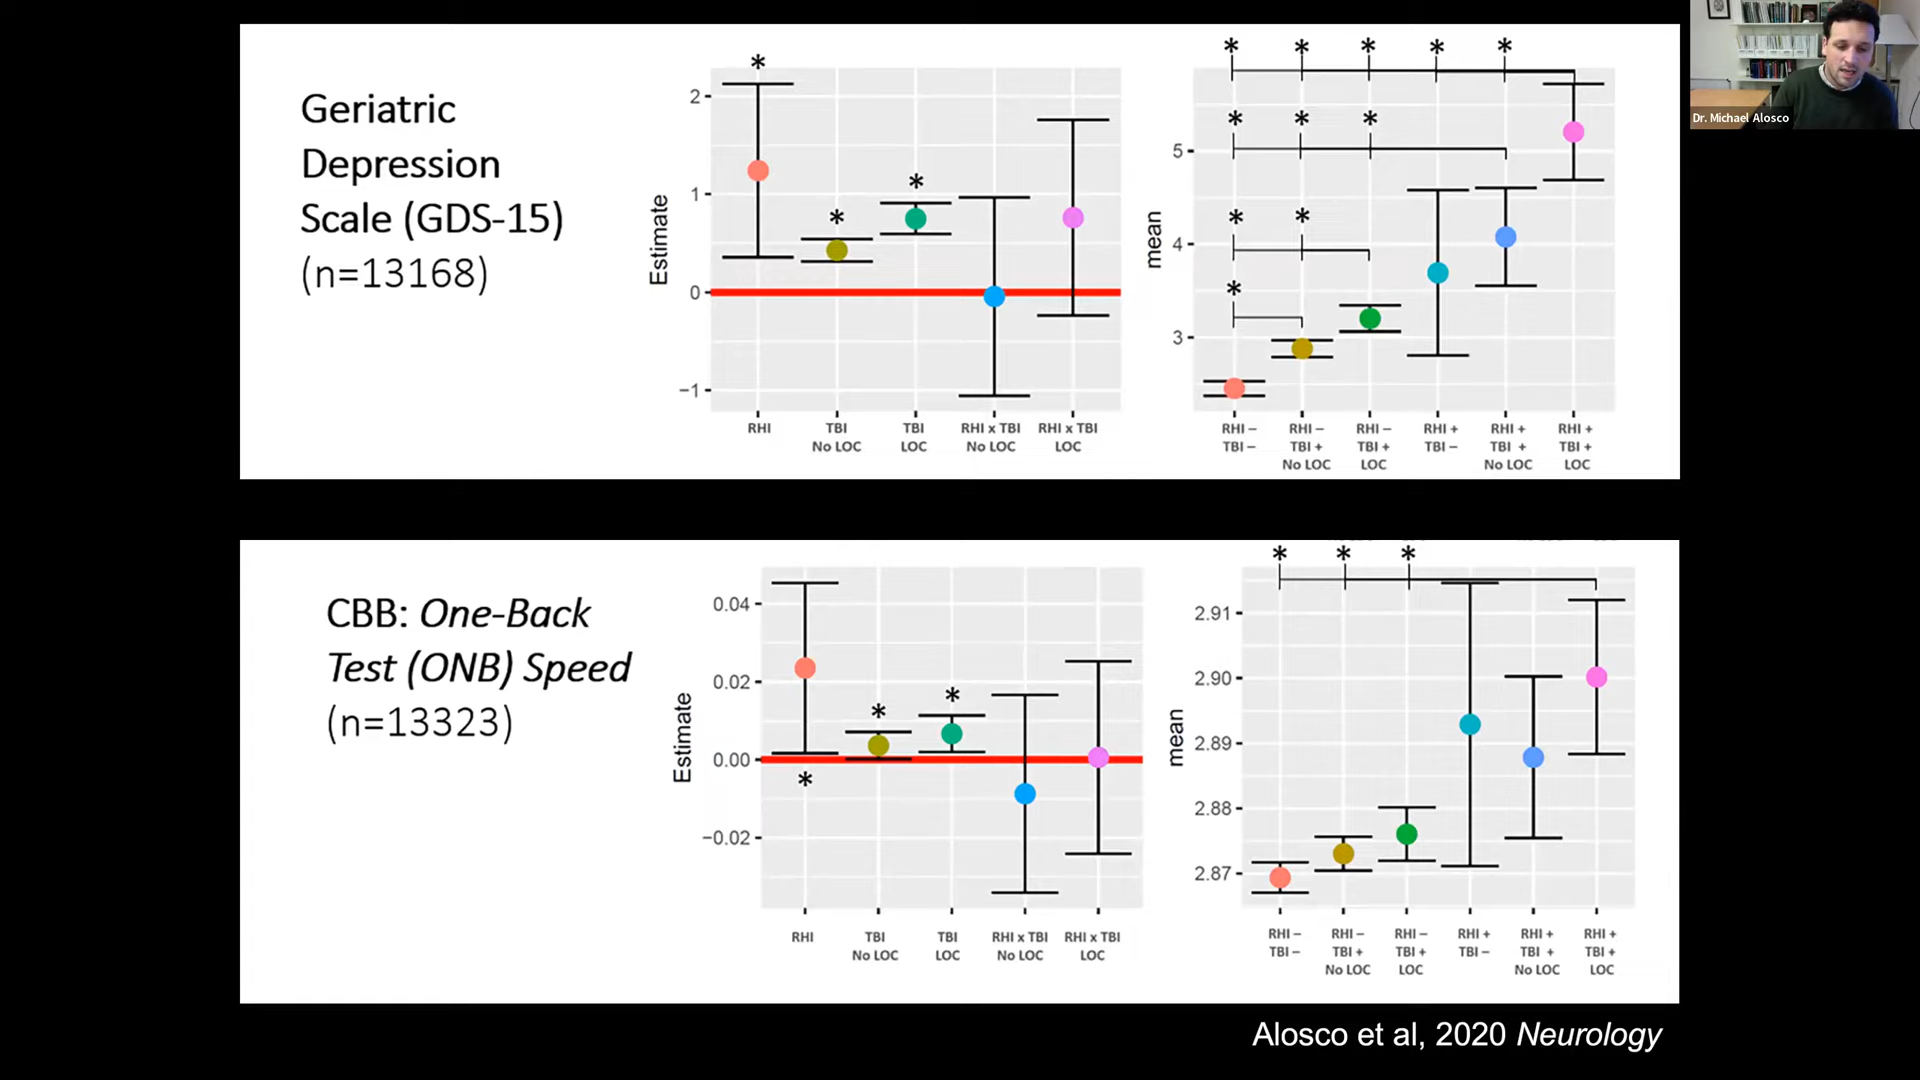 Geriatric
Depression
Scale (GDS-15)
(n=13168)
Estimate
2
1
0
−1
* * * * *
RHI
TBI No LOC
TBI LOC
RHI x TBI No LOC
RHI x TBI LOC
mean
5
4
3
* * * * *
* * *
* *
*
RHI – TBI –
RHI – TBI + No LOC
RHI – TBI + LOC
RHI + TBI –
RHI + TBI + No LOC
RHI + TBI + LOC
Dr. Michael Alosco
CBB: One-Back
Test (ONB) Speed
(n=13323)
Estimate
0.04
0.02
0.00
−0.02
* * *
RHI
TBI No LOC
TBI LOC
RHI x TBI No LOC
RHI x TBI LOC
mean
2.91
2.90
2.89
2.88
2.87
* * *
RHI – TBI –
RHI – TBI + No LOC
RHI – TBI + LOC
RHI + TBI –
RHI + TBI + No LOC
RHI + TBI + LOC
Alosco et al, 2020 Neurology